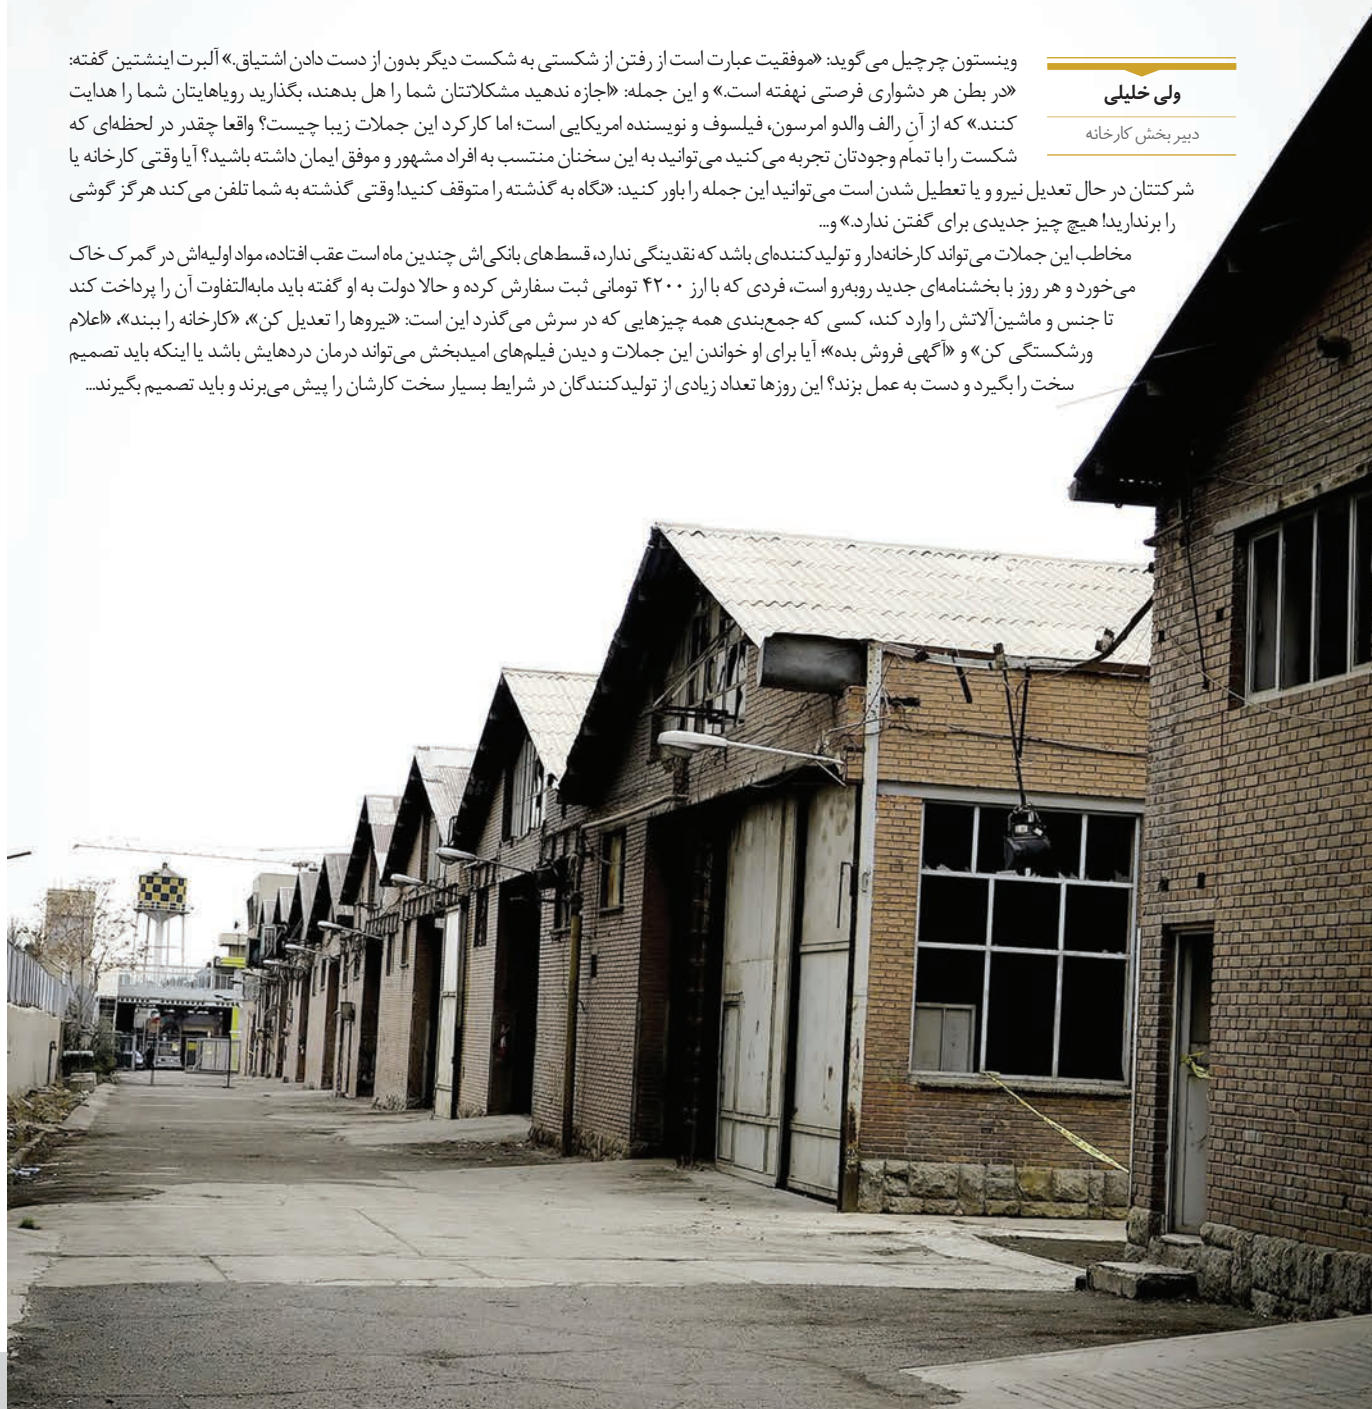 ولی خلیلی
دبیر بخش کارخانه
وینستون چرچیل می‌گوید: «موفقیت عبارت است از رفتن از شکستی به شکست دیگر بدون از دست دادن اشتیاق.» آلبرت اینشتین گفته:
«در بطن هر دشواری فرصتی نهفته است.» و این جمله: «اجازه ندهید مشکلاتتان شما را هل بدهند، بگذارید رویاهایتان شما را هدایت
کنند.» که از آنِ رالف والدو امرسون، فیلسوف و نویسنده امریکایی است؛ اما کارکرد این جملات زیبا چیست؟ واقعا چقدر در لحظه‌ای که
شکست را با تمام وجودتان تجربه می‌کنید می‌توانید به این سخنان منتسب به افراد مشهور و موفق ایمان داشته باشید؟ آیا وقتی کارخانه یا
شرکتتان در حال تعدیل نیرو و یا تعطیل شدن است می‌توانید این جمله را باور کنید: «نگاه به گذشته را متوقف کنید! وقتی گذشته به شما تلفن می‌کند هرگز گوشی
را برندارید! هیچ چیز جدیدی برای گفتن ندارد.» و...
مخاطب این جملات می‌تواند کارخانه‌دار و تولیدکننده‌ای باشد که نقدینگی ندارد، قسط‌های بانکی‌اش چندین ماه است عقب افتاده، مواد اولیه‌اش در گمرک خاک
می‌خورد و هر روز با بخشنامه‌ای جدید روبه‌رو است، فردی که با ارز ۴۲۰۰ تومانی ثبت سفارش کرده و حالا دولت به او گفته باید مابه‌التفاوت آن را پرداخت کند
تا جنس و ماشین‌آلاتش را وارد کند، کسی که جمع‌بندی همه چیزهایی که در سرش می‌گذرد این است: «نیروها را تعدیل کن»، «کارخانه را ببند»، «اعلام
ورشکستگی کن» و «آگهی فروش بده»؛ آیا برای او خواندن این جملات و دیدن فیلم‌های امیدبخش می‌تواند درمان دردهایش باشد یا اینکه باید تصمیم
سخت را بگیرد و دست به عمل بزند؟ این روزها تعداد زیادی از تولیدکنندگان در شرایط بسیار سخت کارشان را پیش می‌برند و باید تصمیم بگیرند...